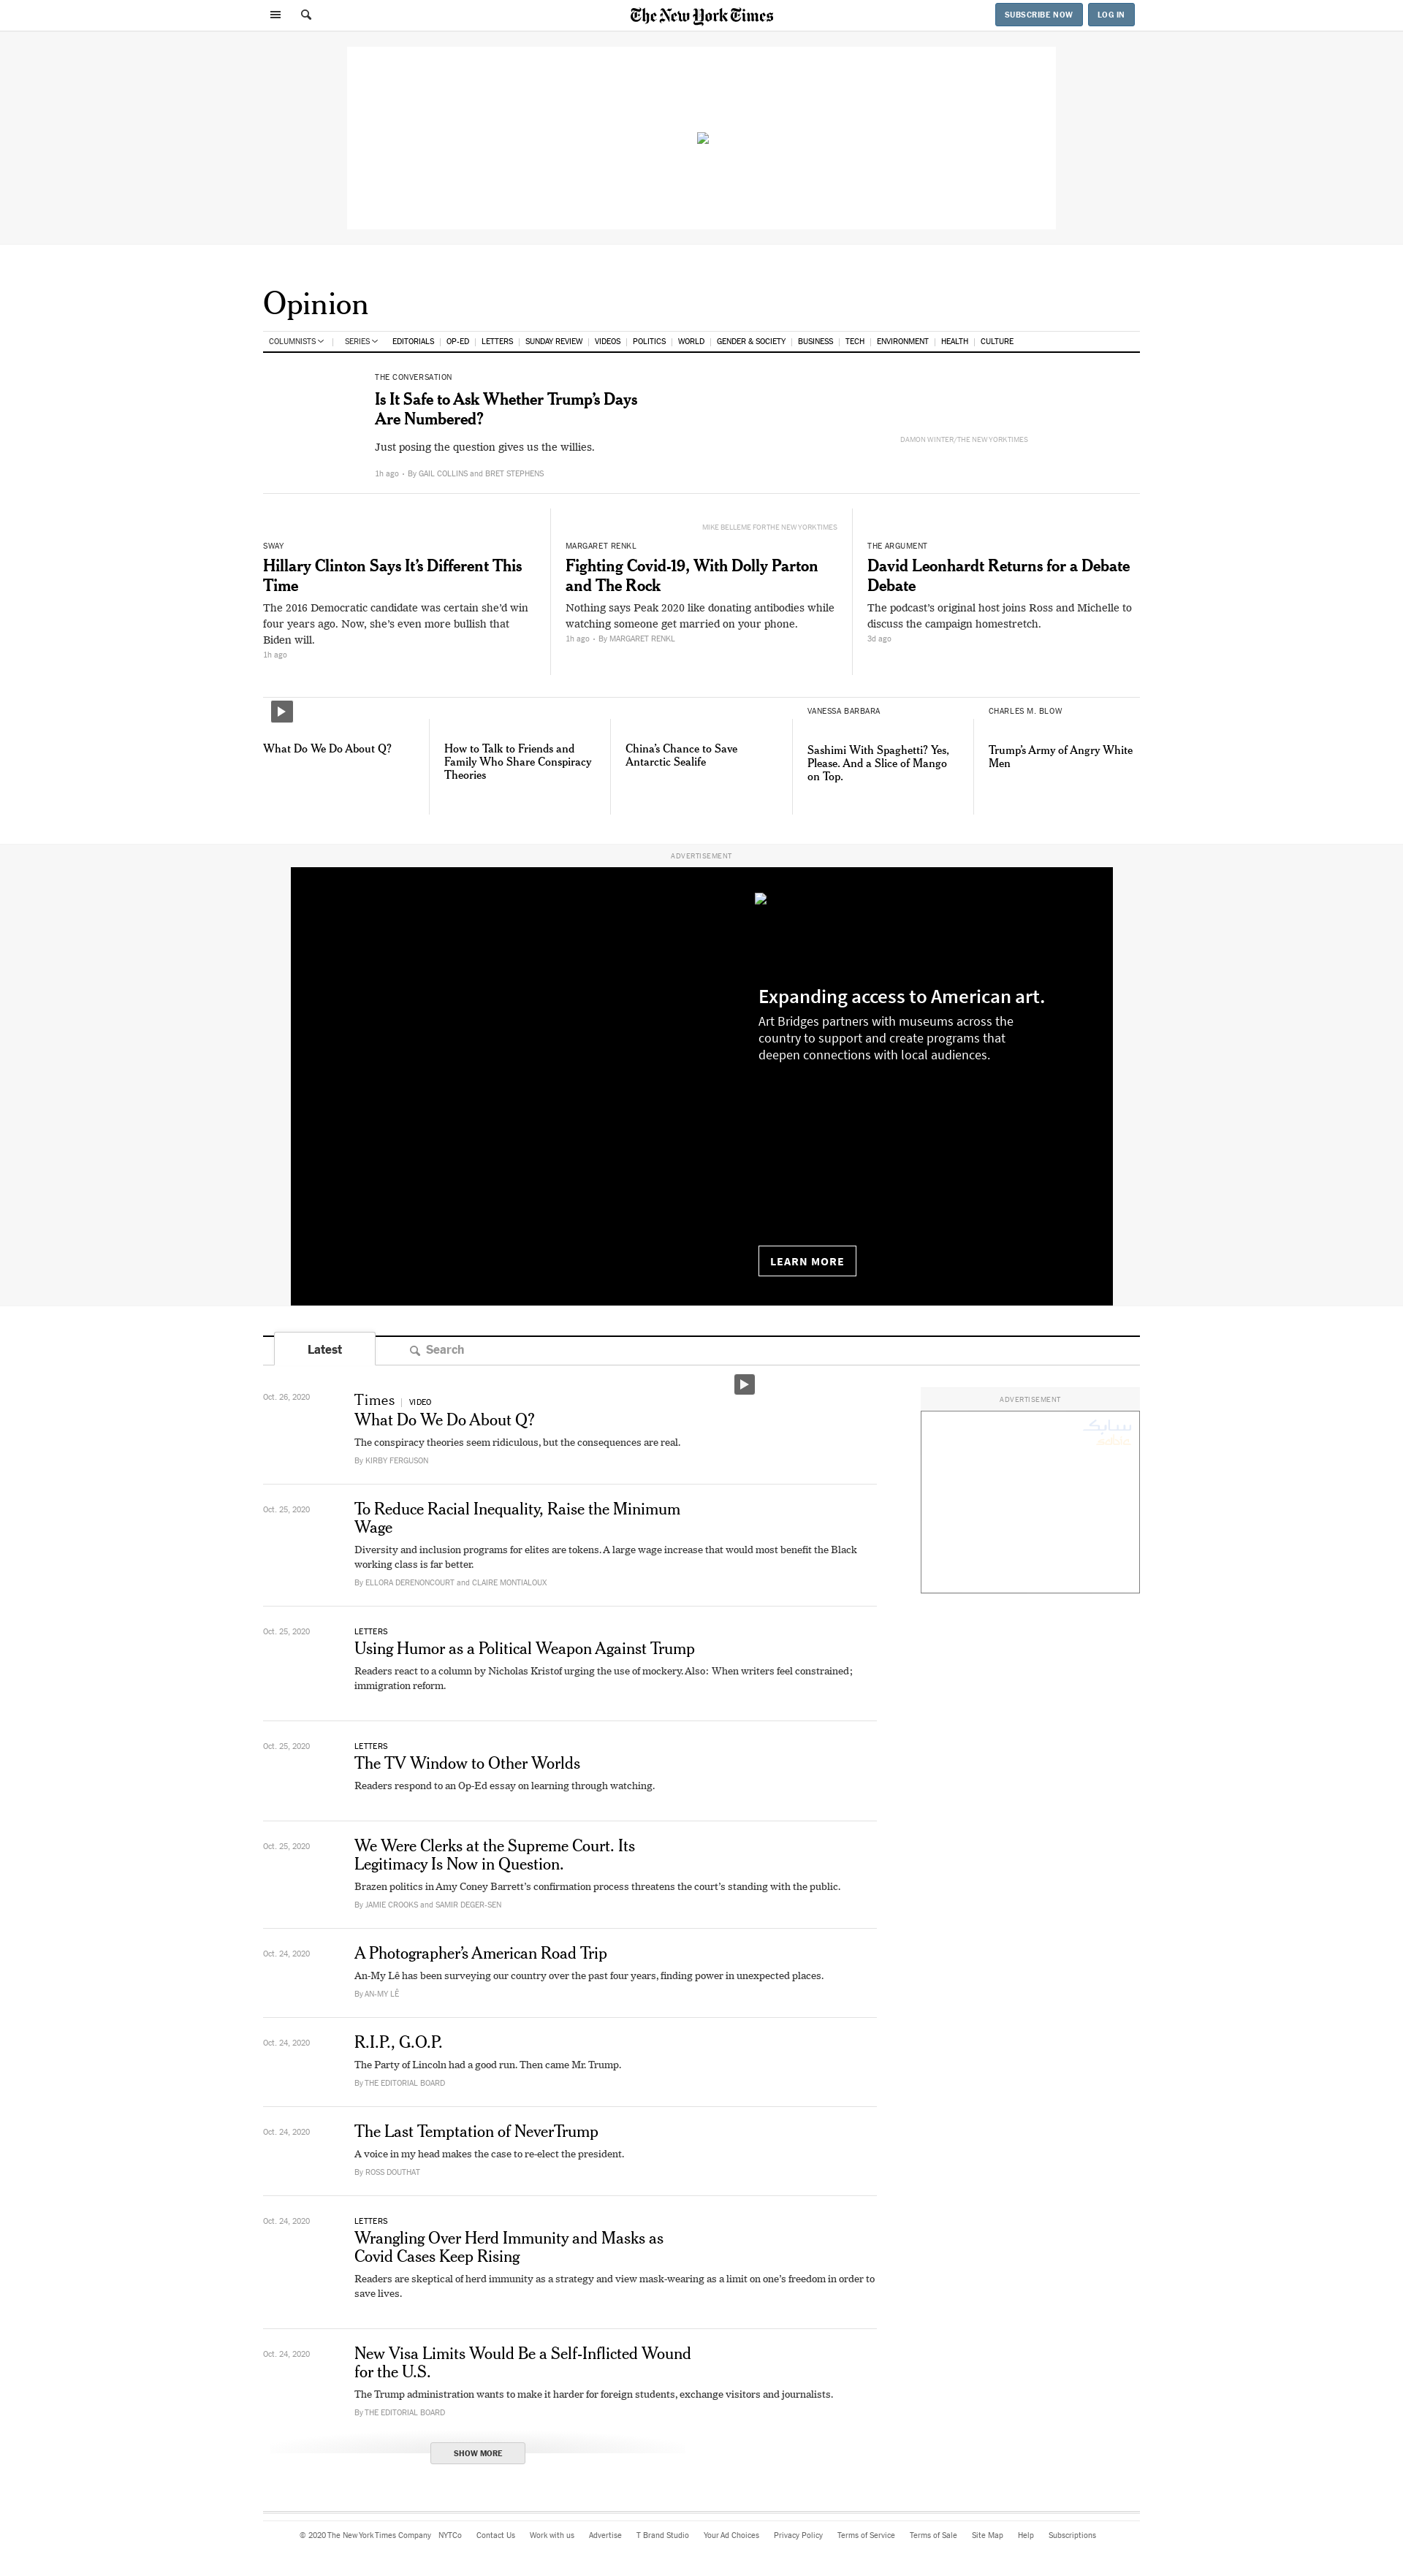 The New York Times
SUBSCRIBE NOW
LOG IN
Opinion
COLUMNISTS
SERIES
EDITORIALS
OP-ED
LETTERS
SUNDAY REVIEW
VIDEOS
POLITICS
WORLD
GENDER & SOCIETY
BUSINESS
TECH
ENVIRONMENT
HEALTH
CULTURE
THE CONVERSATION
Is It Safe to Ask Whether Trump’s Days
Are Numbered?
Just posing the question gives us the willies.
1h ago • By GAIL COLLINS and BRET STEPHENS
DAMON WINTER/THE NEW YORK TIMES
SWAY
Hillary Clinton Says It’s Different This
Time
The 2016 Democratic candidate was certain she’d win
four years ago. Now, she’s even more bullish that
Biden will.
1h ago
MIKE BELLEME FOR THE NEW YORK TIMES
MARGARET RENKL
Fighting Covid-19, With Dolly Parton
and The Rock
Nothing says Peak 2020 like donating antibodies while
watching someone get married on your phone.
1h ago • By MARGARET RENKL
THE ARGUMENT
David Leonhardt Returns for a Debate
Debate
The podcast’s original host joins Ross and Michelle to
discuss the campaign homestretch.
3d ago
What Do We Do About Q?
How to Talk to Friends and
Family Who Share Conspiracy
Theories
China’s Chance to Save
Antarctic Sealife
VANESSA BARBARA
Sashimi With Spaghetti? Yes,
Please. And a Slice of Mango
on Top.
CHARLES M. BLOW
Trump’s Army of Angry White
Men
ADVERTISEMENT
Expanding access to American art.
Art Bridges partners with museums across the
country to support and create programs that
deepen connections with local audiences.
LEARN MORE
Latest
Search
ADVERTISEMENT
سابك
Oct. 26, 2020
Times | VIDEO
What Do We Do About Q?
The conspiracy theories seem ridiculous, but the consequences are real.
By KIRBY FERGUSON
Oct. 25, 2020
To Reduce Racial Inequality, Raise the Minimum
Wage
Diversity and inclusion programs for elites are tokens. A large wage increase that would most benefit the Black
working class is far better.
By ELLORA DERENONCOURT and CLAIRE MONTIALOUX
Oct. 25, 2020
LETTERS
Using Humor as a Political Weapon Against Trump
Readers react to a column by Nicholas Kristof urging the use of mockery. Also: When writers feel constrained;
immigration reform.
Oct. 25, 2020
LETTERS
The TV Window to Other Worlds
Readers respond to an Op-Ed essay on learning through watching.
Oct. 25, 2020
We Were Clerks at the Supreme Court. Its
Legitimacy Is Now in Question.
Brazen politics in Amy Coney Barrett’s confirmation process threatens the court’s standing with the public.
By JAMIE CROOKS and SAMIR DEGER-SEN
Oct. 24, 2020
A Photographer’s American Road Trip
An-My Lê has been surveying our country over the past four years, finding power in unexpected places.
By AN-MY LÊ
Oct. 24, 2020
R.I.P., G.O.P.
The Party of Lincoln had a good run. Then came Mr. Trump.
By THE EDITORIAL BOARD
Oct. 24, 2020
The Last Temptation of NeverTrump
A voice in my head makes the case to re-elect the president.
By ROSS DOUTHAT
Oct. 24, 2020
LETTERS
Wrangling Over Herd Immunity and Masks as
Covid Cases Keep Rising
Readers are skeptical of herd immunity as a strategy and view mask-wearing as a limit on one’s freedom in order to
save lives.
Oct. 24, 2020
New Visa Limits Would Be a Self-Inflicted Wound
for the U.S.
The Trump administration wants to make it harder for foreign students, exchange visitors and journalists.
By THE EDITORIAL BOARD
SHOW MORE
© 2020 The New York Times Company NYTCo Contact Us Work with us Advertise T Brand Studio Your Ad Choices Privacy Policy Terms of Service Terms of Sale Site Map Help Subscriptions